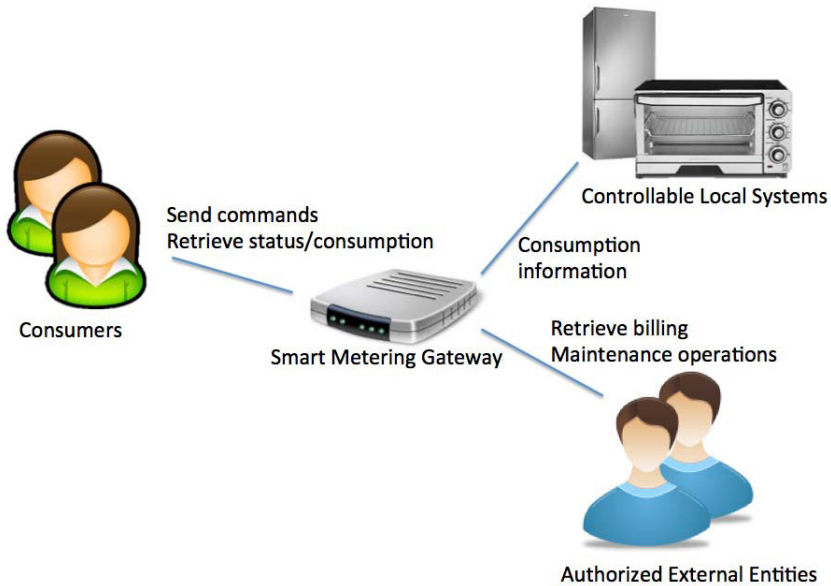 Controllable Local Systems
Send commands
Retrieve status/consumption
Consumption
information
Consumers
Smart Metering Gateway
Retrieve billing
Maintenance operations
Authorized External Entities